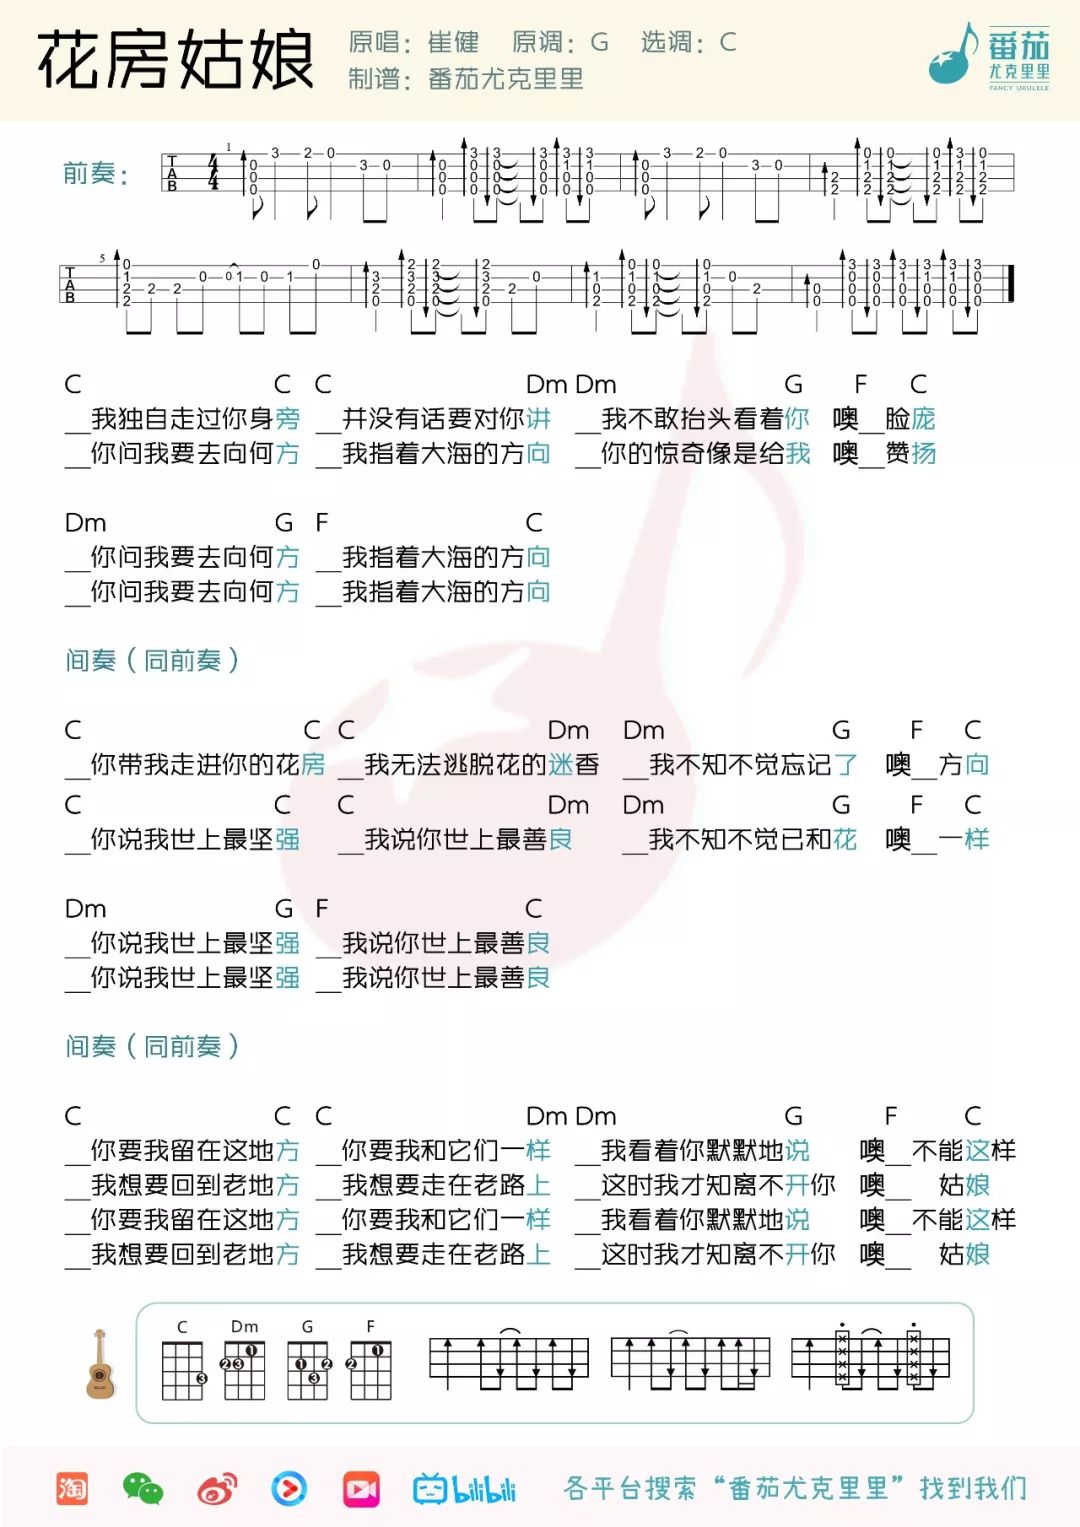 花房姑娘
原唱：崔健 原调：G 选调：C
制谱：番茄尤克里里
番茄
尤克里里
FANCY UKULELE
前奏：
C C C Dm Dm G F C
__我独自走过你身旁 __并没有话要对你讲 __我不敢抬头看着你 噢__脸庞
__你问我要去向何方 __我指着大海的方向 __你的惊奇像是给我 噢__赞扬
Dm G F C
__你问我要去向何方 __我指着大海的方向
__你问我要去向何方 __我指着大海的方向
间奏（同前奏）
C C C Dm Dm G F C
__你带我走进你的花房 __我无法逃脱花的迷香 __我不知不觉忘记了 噢__方向
C C C Dm Dm G F C
__你说我世上最坚强 __我说你世上最善良 __我不知不觉已和花 噢__一样
Dm G F C
__你说我世上最坚强 __我说你世上最善良
__你说我世上最坚强 __我说你世上最善良
间奏（同前奏）
C C C Dm Dm G F C
__你要我留在这地方 __你要我和它们一样 __我看着你默默地说 噢__不能这样
__我想要回到老地方 __我想要走在老路上 __这时我才知离不开你 噢__ 姑娘
__你要我留在这地方 __你要我和它们一样 __我看着你默默地说 噢__不能这样
__我想要回到老地方 __我想要走在老路上 __这时我才知离不开你 噢__ 姑娘
C Dm G F
淘 bilibili 各平台搜索“番茄尤克里里”找到我们